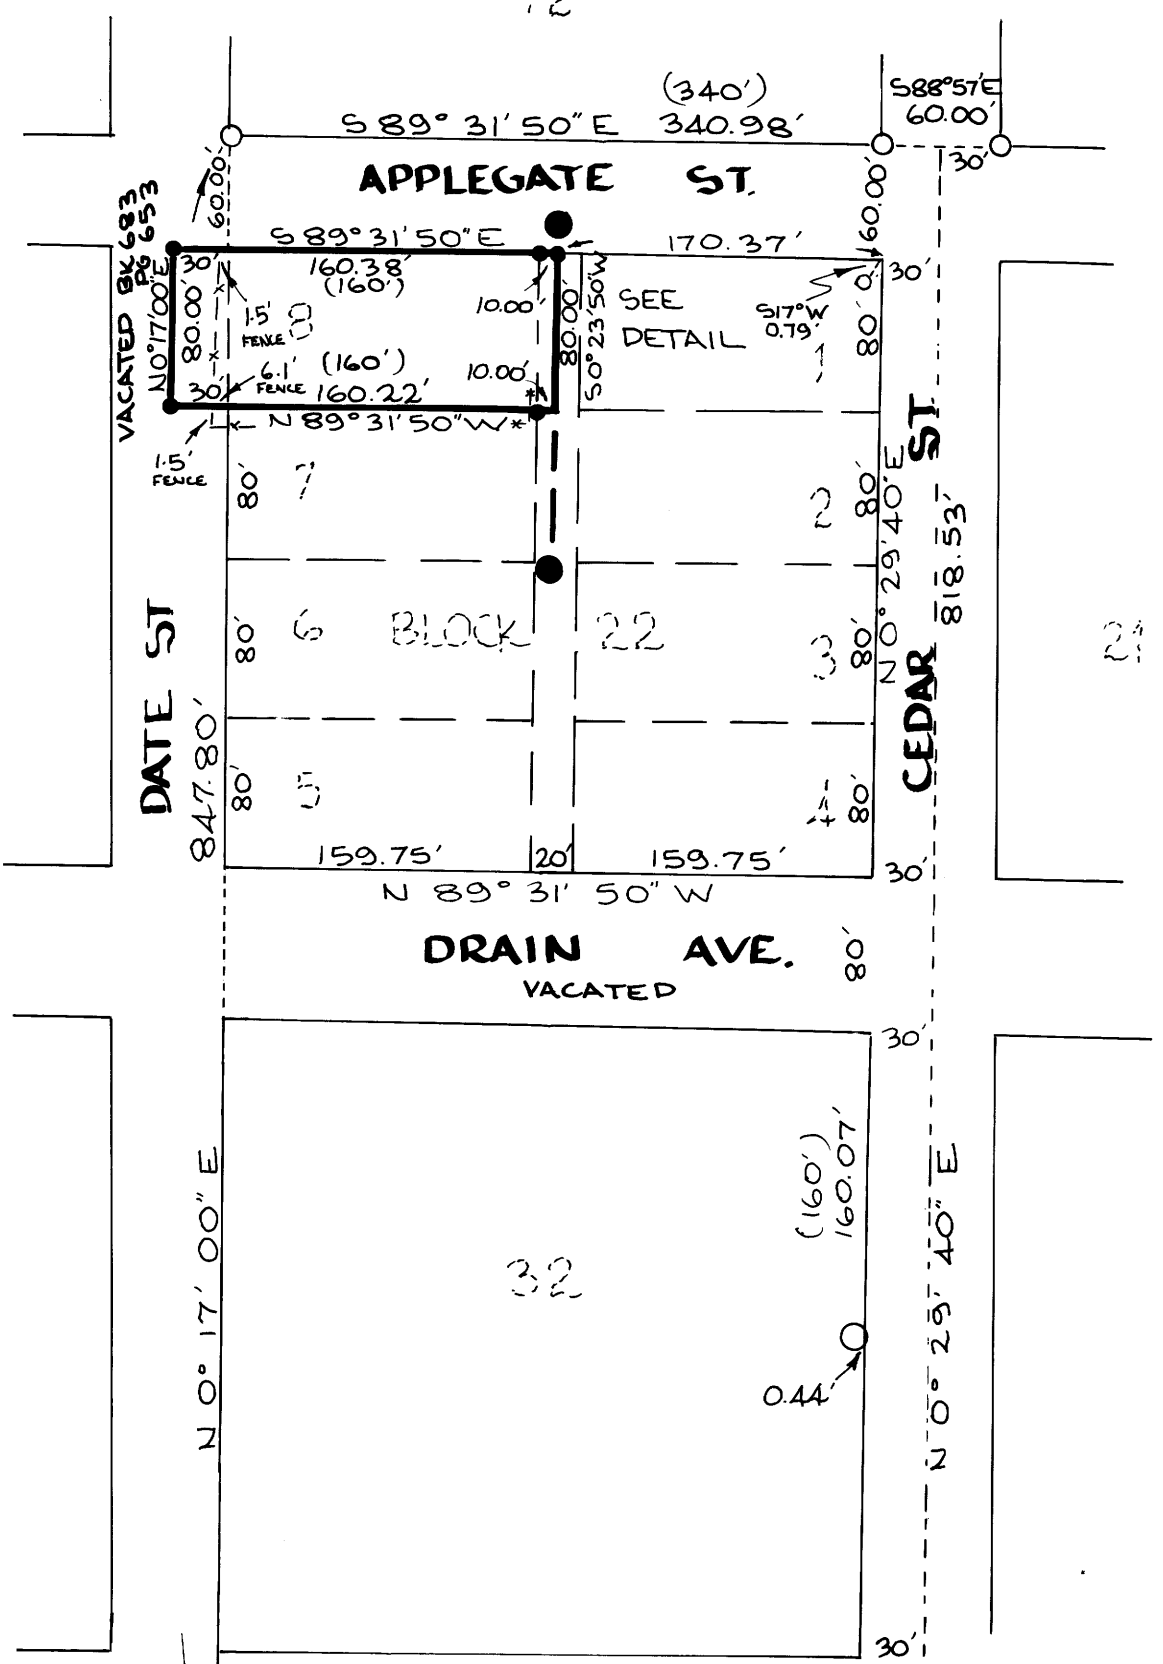 12
(340')
S 89° 31' 50" E 340.98'
S88°57'E
60.00'
30'
APPLEGATE ST.
60.00'
60.00'
VACATED BK 683
PG 653
S 89° 31' 50" E
170.37'
30'
160.38'
(160')
10.00'
N0°17'00"E
80.00'
80.00'
S0°23'50"W
SEE
DETAIL
S17°W
0.79'
30'
80'
1.5'
FENCE
8
1
6.1'
FENCE
(160')
10.00'
30'
160.22'
*
N 89° 31' 50" W *
1.5'
FENCE
80'
7
2
80'
CEDAR ST
N 0° 29' 40" E
818.53'
DATE ST
847.80'
80'
6
BLOCK 22
3
80'
21
80'
5
4
80'
159.75'
20'
159.75'
30'
N 89° 31' 50" W
DRAIN AVE.
VACATED
80'
30'
(160')
160.07'
N 0° 17' 00" E
N 0° 29' 40" E
32
0.44'
30'